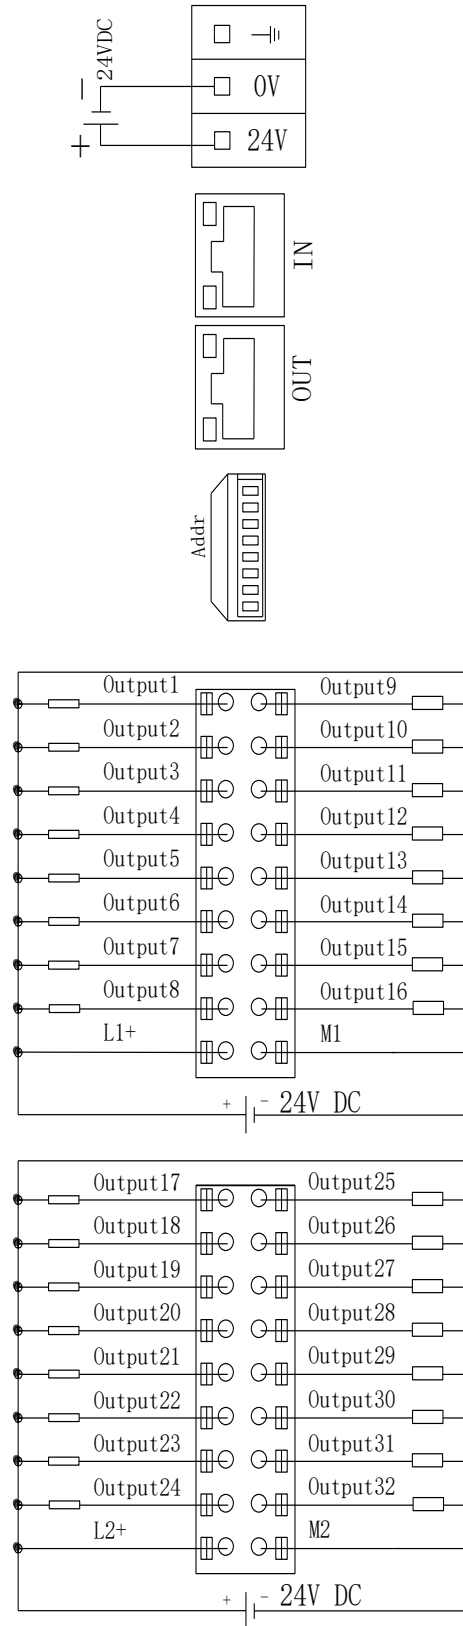 24VDC
－
＋
0V
24V
IN
OUT
Addr
Output1 Output9
Output2 Output10
Output3 Output11
Output4 Output12
Output5 Output13
Output6 Output14
Output7 Output15
Output8 Output16
L1+ M1
+ - 24V DC
Output17 Output25
Output18 Output26
Output19 Output27
Output20 Output28
Output21 Output29
Output22 Output30
Output23 Output31
Output24 Output32
L2+ M2
+ - 24V DC